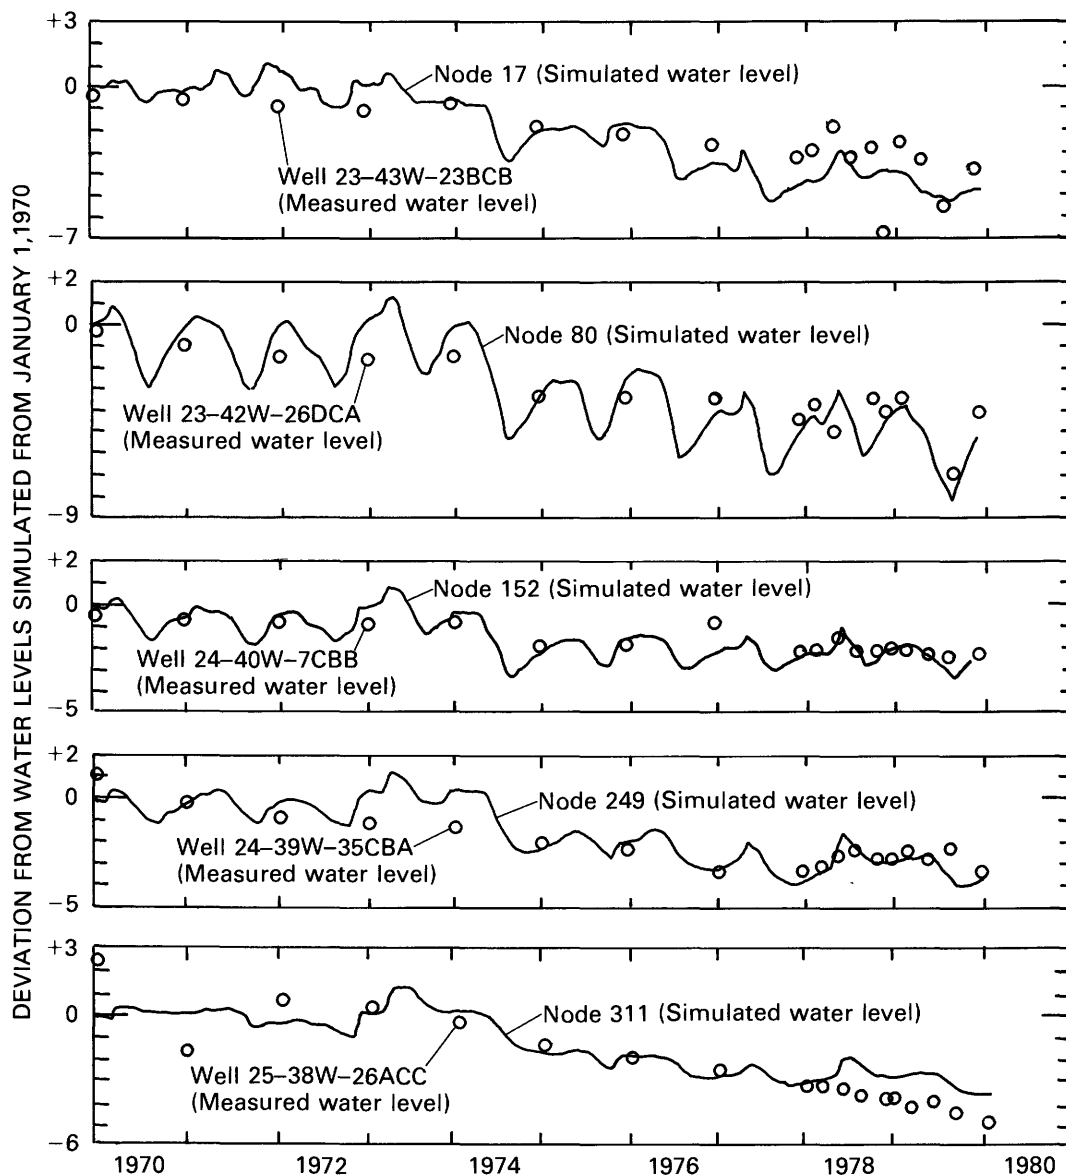 DEVIATION FROM WATER LEVELS SIMULATED FROM JANUARY 1, 1970
+3
0
−7
Node 17 (Simulated water level)
Well 23–43W–23BCB
(Measured water level)
+2
0
−9
Node 80 (Simulated water level)
Well 23–42W–26DCA
(Measured water level)
+2
0
−5
Node 152 (Simulated water level)
Well 24–40W–7CBB
(Measured water level)
+2
0
−5
Node 249 (Simulated water level)
Well 24–39W–35CBA
(Measured water level)
+3
0
−6
Node 311 (Simulated water level)
Well 25–38W–26ACC
(Measured water level)
1970 1972 1974 1976 1978 1980